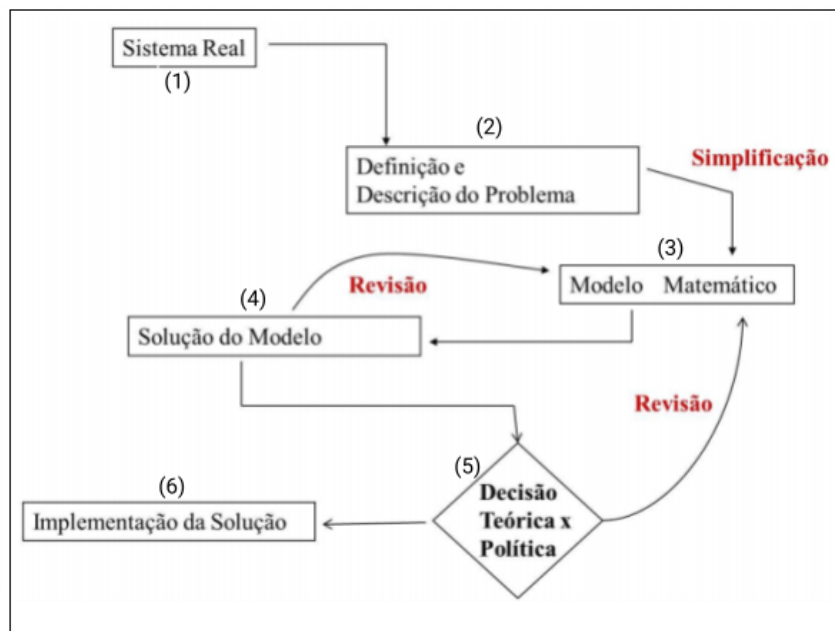 Sistema Real
(1)
(2)
Definição e
Descrição do Problema
Simplificação
(3)
Modelo Matemático
Revisão
(4)
Solução do Modelo
Revisão
(5)
Decisão
Teórica x
Política
(6)
Implementação da Solução